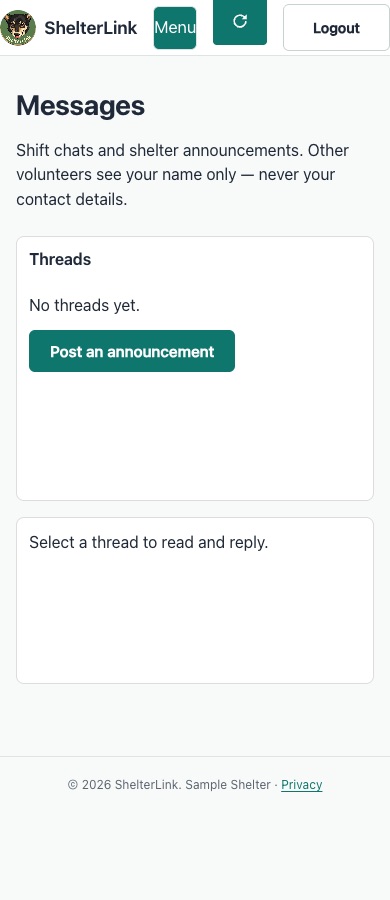 ShelterLink
Menu
Logout
Messages
Shift chats and shelter announcements. Other
volunteers see your name only — never your
contact details.
Threads
No threads yet.
Post an announcement
Select a thread to read and reply.
© 2026 ShelterLink. Sample Shelter · Privacy